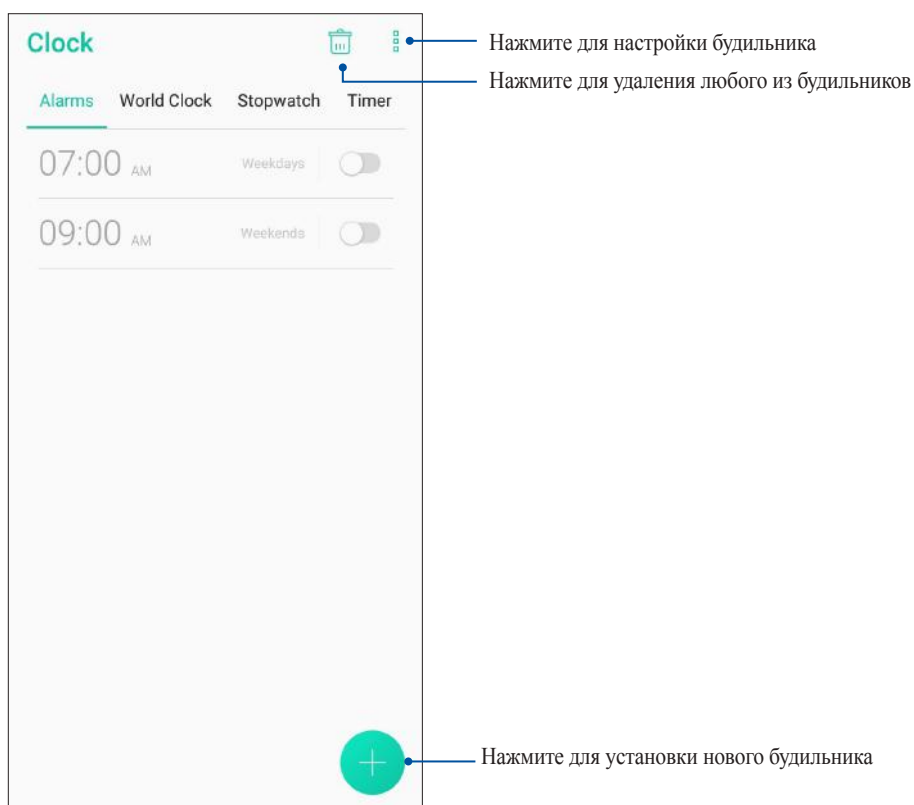 Clock
Нажмите для настройки будильника
Нажмите для удаления любого из будильников
Alarms World Clock Stopwatch Timer
07:00 AM Weekdays
09:00 AM Weekends
Нажмите для установки нового будильника